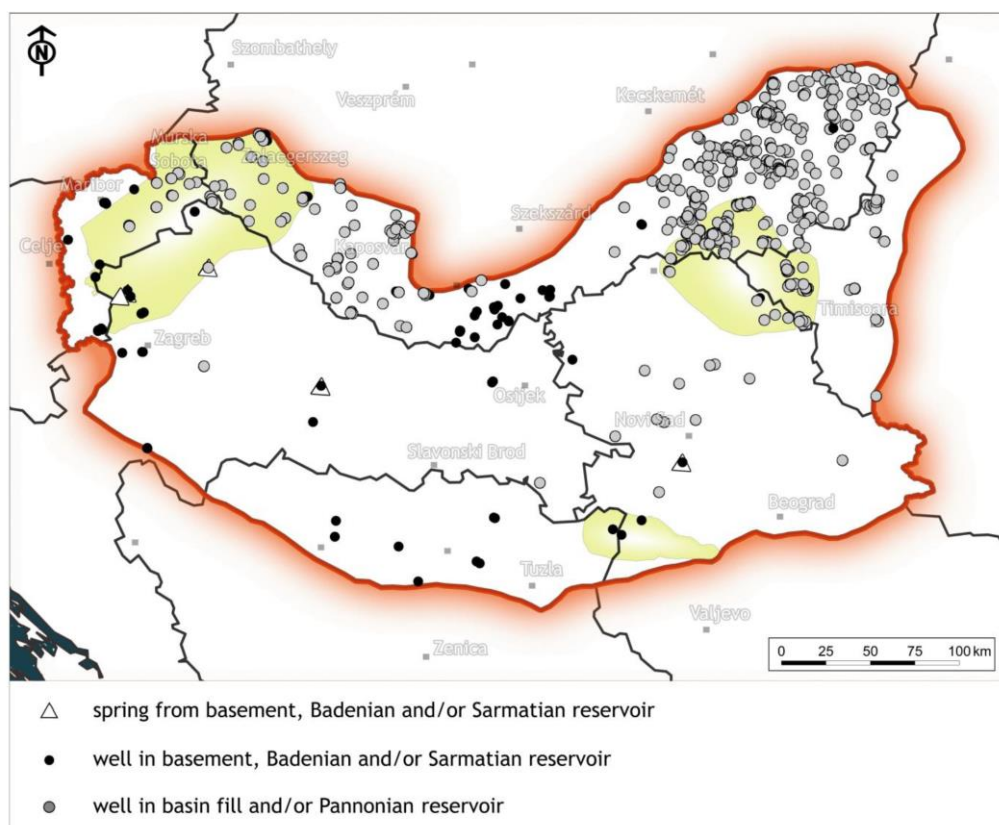 N
Szombathely
Veszprém
Kecskemét
Murska
Sobota
Zalaegerszeg
Maribor
Szekszárd
Celje
Kaposvár
Timisoara
Zagreb
Osijek
Novi Sad
Slavonski Brod
Beograd
Tuzla
Valjevo
Zenica
0 25 50 75 100 km
spring from basement, Badenian and/or Sarmatian reservoir
well in basement, Badenian and/or Sarmatian reservoir
well in basin fill and/or Pannonian reservoir